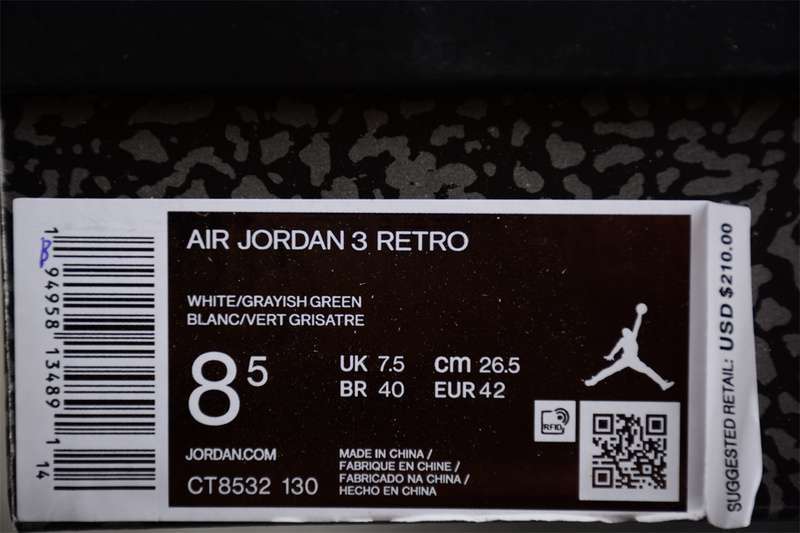 AIR JORDAN 3 RETRO
WHITE/GRAYISH GREEN
BLANC/VERT GRISATRE
8 5
UK 7.5 cm 26.5
BR 40 EUR 42
JORDAN.COM
CT8532 130
MADE IN CHINA /
FABRIQUE EN CHINE /
FABRICADO NA CHINA /
HECHO EN CHINA
RFID
1 94958 13489 1
14
B
SUGGESTED RETAIL: USD $210.00